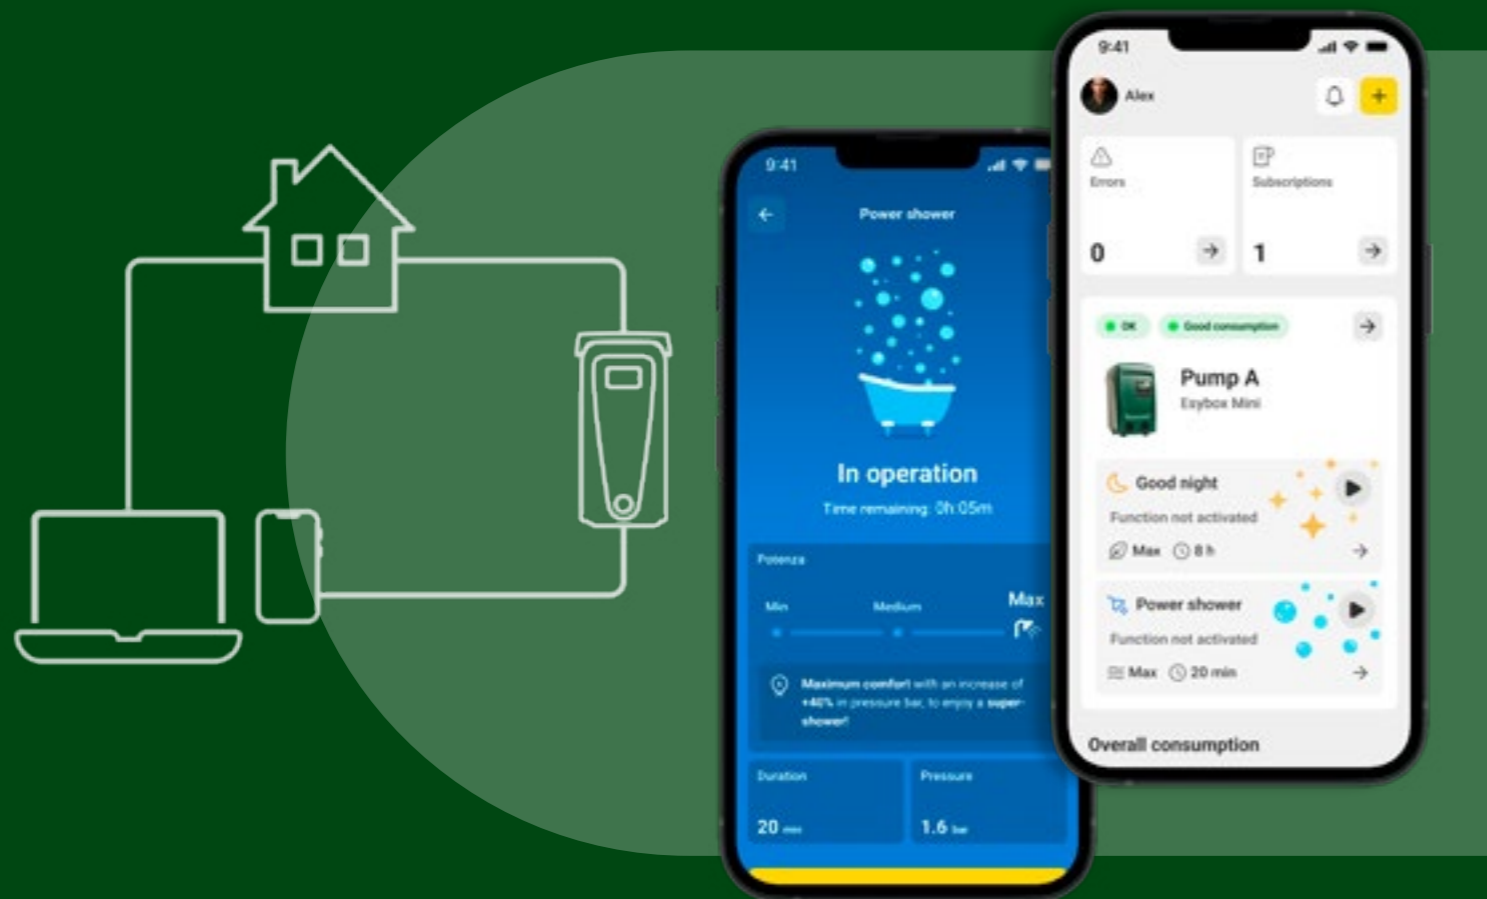 9:41
Power shower
In operation
Time remaining: 0h 05m
Potenza
Min
Medium
Max
Maximum comfort with an increase of
+40% in pressure bar, to enjoy a super-
shower!
Duration
Pressure
20 min
1.6 bar
9:41
Alex
Errors
Subscriptions
0
1
OK
Good consumption
Pump A
Esybox Mini
Good night
Function not activated
Max
8 h
Power shower
Function not activated
Max
20 min
Overall consumption